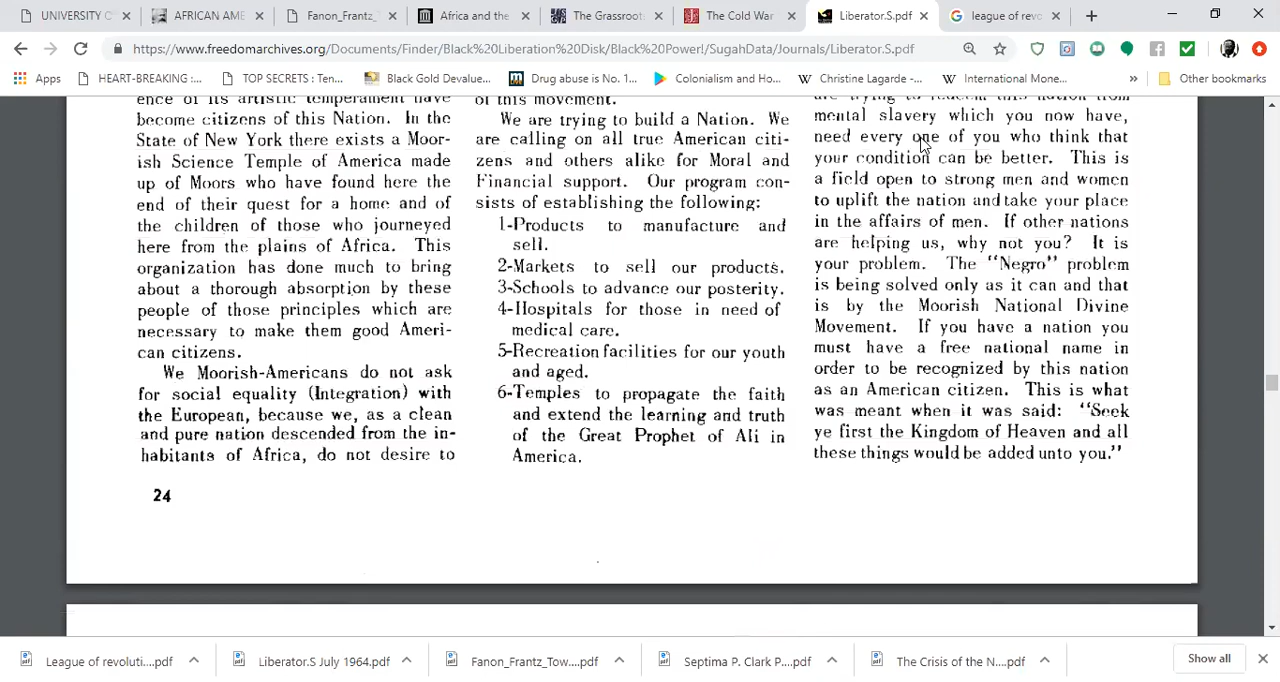 UNIVERSITY O
AFRICAN AME
Fanon_Frantz_
Africa and the
The Grassroot
The Cold War
Liberator.S.pdf
league of revo
https://www.freedomarchives.org/Documents/Finder/Black%20Liberation%20Disk/Black%20Power!/SugahData/Journals/Liberator.S.pdf
Apps
HEART-BREAKING :...
TOP SECRETS : Ten...
Black Gold Devalue...
Drug abuse is No. 1...
Colonialism and Ho...
Christine Lagarde -...
International Mone...
»
Other bookmarks
ence of its artistic temperament have
become citizens of this Nation. In the
State of New York there exists a Moor-
ish Science Temple of America made
up of Moors who have found here the
end of their quest for a home and of
the children of those who journeyed
here from the plains of Africa. This
organization has done much to bring
about a thorough absorption by these
people of those principles which are
necessary to make them good Ameri-
can citizens.
We Moorish-Americans do not ask
for social equality (Integration) with
the European, because we, as a clean
and pure nation descended from the in-
habitants of Africa, do not desire to
24
of this movement.
We are trying to build a Nation. We
are calling on all true American citi-
zens and others alike for Moral and
Financial support. Our program con-
sists of establishing the following:
1-Products to manufacture and
sell.
2-Markets to sell our products.
3-Schools to advance our posterity.
4-Hospitals for those in need of
medical care.
5-Recreation facilities for our youth
and aged.
6-Temples to propagate the faith
and extend the learning and truth
of the Great Prophet of Ali in
America.
are trying to redeem this nation from
mental slavery which you now have,
need every one of you who think that
your condition can be better. This is
a field open to strong men and women
to uplift the nation and take your place
in the affairs of men. If other nations
are helping us, why not you? It is
your problem. The "Negro" problem
is being solved only as it can and that
is by the Moorish National Divine
Movement. If you have a nation you
must have a free national name in
order to be recognized by this nation
as an American citizen. This is what
was meant when it was said: "Seek
ye first the Kingdom of Heaven and all
these things would be added unto you."
League of revoluti....pdf
Liberator.S July 1964.pdf
Fanon_Frantz_Tow....pdf
Septima P. Clark P....pdf
The Crisis of the N....pdf
Show all